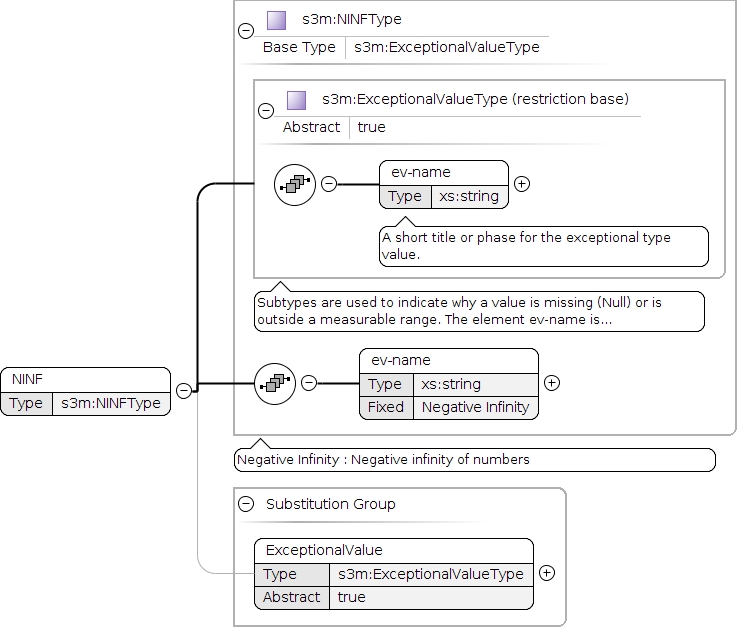 s3m:NINFType
Base Type s3m:ExceptionalValueType
s3m:ExceptionalValueType (restriction base)
Abstract true
ev-name
Type xs:string
A short title or phase for the exceptional type
value.
Subtypes are used to indicate why a value is missing (Null) or is
outside a measurable range. The element ev-name is...
NINF
Type s3m:NINFType
ev-name
Type xs:string
Fixed Negative Infinity
Negative Infinity : Negative infinity of numbers
Substitution Group
ExceptionalValue
Type s3m:ExceptionalValueType
Abstract true